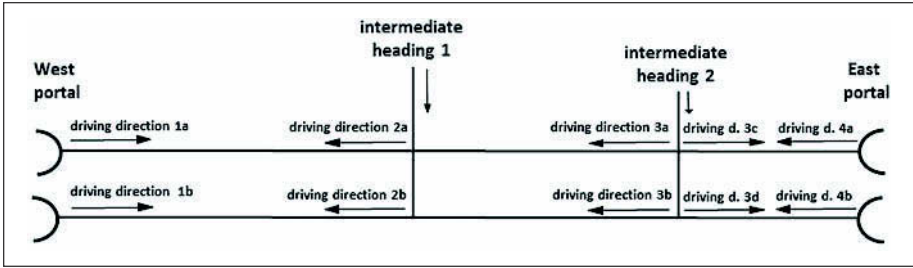 intermediate
heading 1
intermediate
heading 2
West
portal
East
portal
driving direction 1a
driving direction 2a
driving direction 3a
driving d. 3c
driving d. 4a
driving direction 1b
driving direction 2b
driving direction 3b
driving d. 3d
driving d. 4b